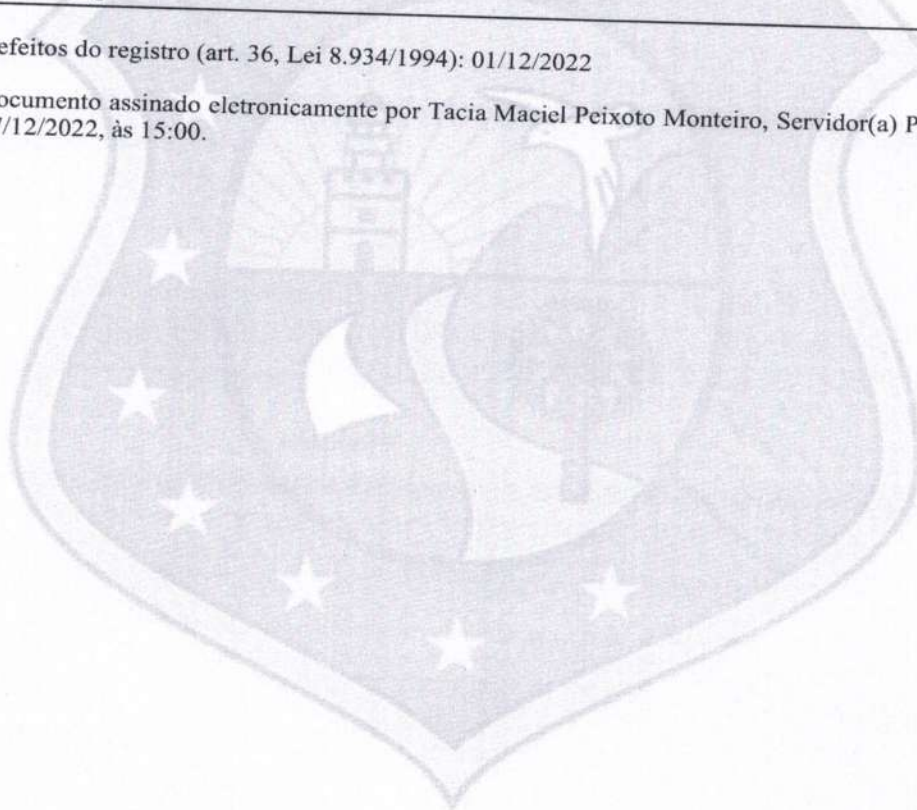 efeitos do registro (art. 36, Lei 8.934/1994): 01/12/2022
ocumento assinado eletronicamente por Tacia Maciel Peixoto Monteiro, Servidor(a) P
/12/2022, às 15:00.